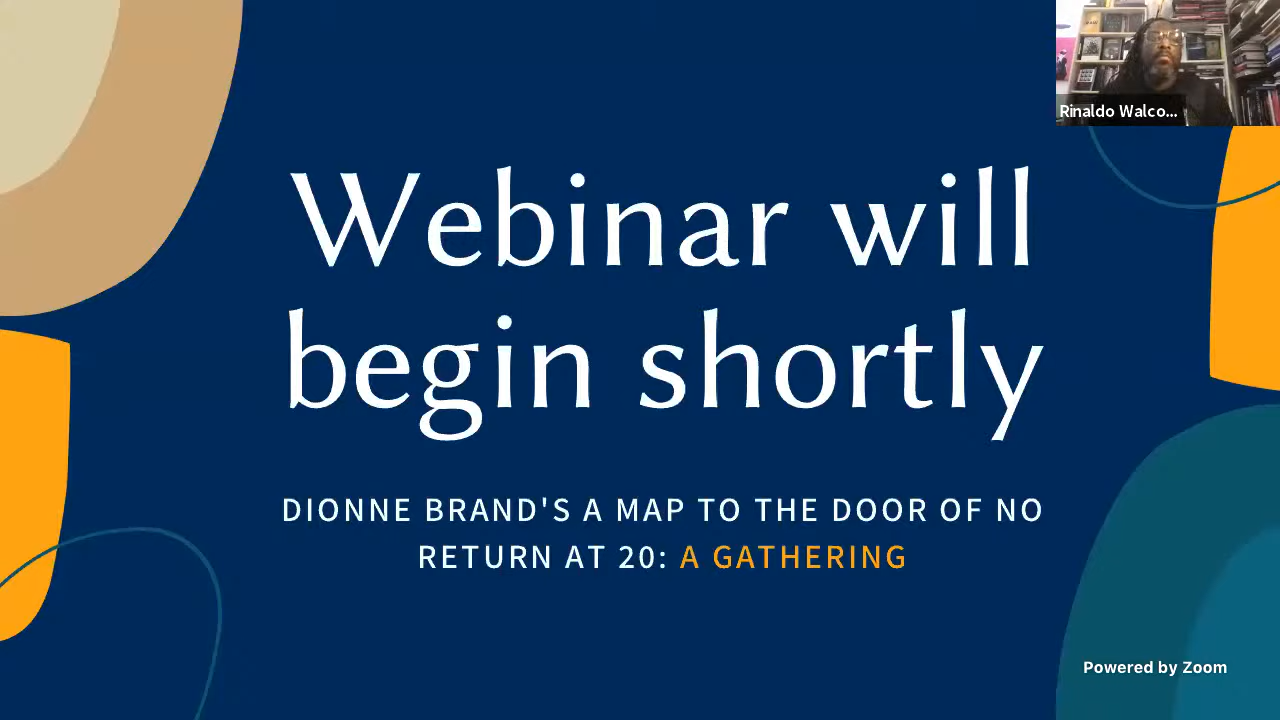 Rinaldo Walco...
Webinar will
begin shortly
DIONNE BRAND'S A MAP TO THE DOOR OF NO
RETURN AT 20: A GATHERING
Powered by Zoom